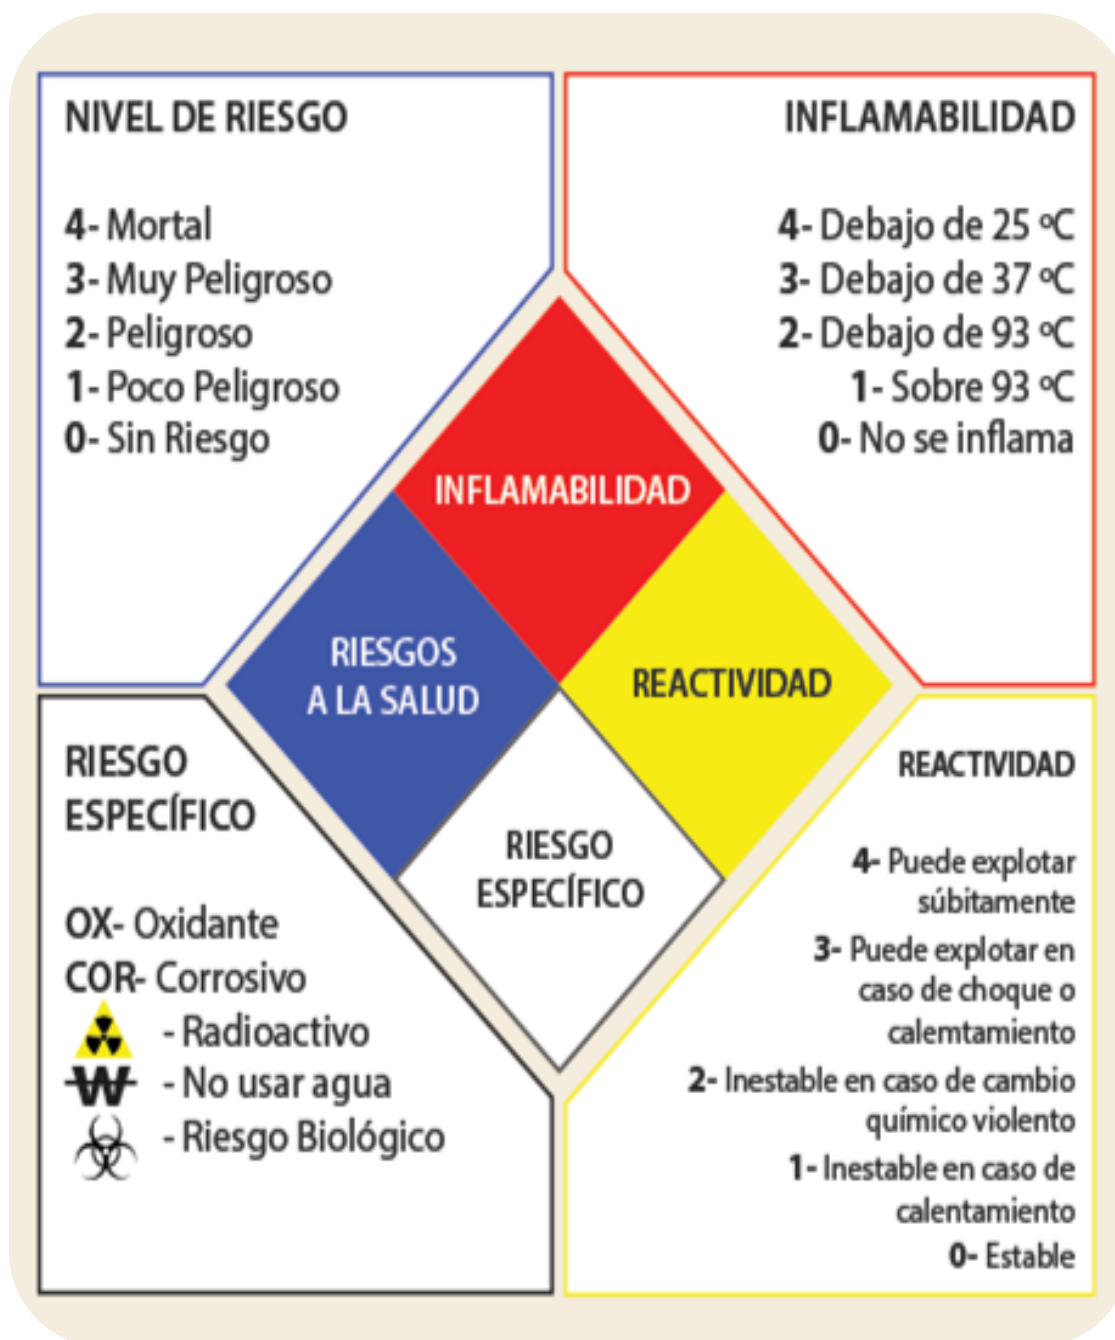 NIVEL DE RIESGO
4- Mortal
3- Muy Peligroso
2- Peligroso
1- Poco Peligroso
0- Sin Riesgo
INFLAMABILIDAD
4- Debajo de 25 ºC
3- Debajo de 37 ºC
2- Debajo de 93 ºC
1- Sobre 93 ºC
0- No se inflama
INFLAMABILIDAD
RIESGOS
A LA SALUD
REACTIVIDAD
RIESGO
ESPECÍFICO
RIESGO
ESPECÍFICO
OX- Oxidante
COR- Corrosivo
- Radioactivo
W - No usar agua
- Riesgo Biológico
REACTIVIDAD
4- Puede explotar
súbitamente
3- Puede explotar en
caso de choque o
calemtamiento
2- Inestable en caso de cambio
químico violento
1- Inestable en caso de
calentamiento
0- Estable